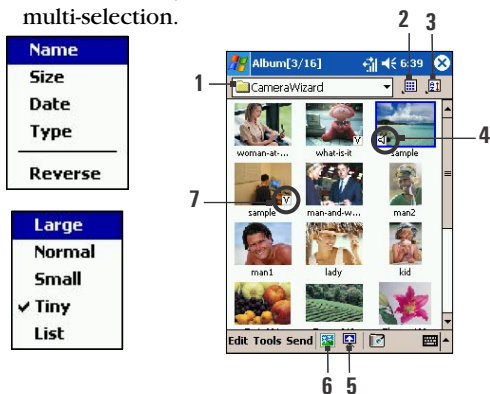 multi-selection.
Name
Size
Date
Type
Reverse
Large
Normal
Small
✓ Tiny
List
2 3
Album[3/16] 6:39
1 CameraWizard
4
woman-at-... what-is-it V sample
7
sample V man-and-w... man2
man1 lady kid
Edit Tools Send
6 5